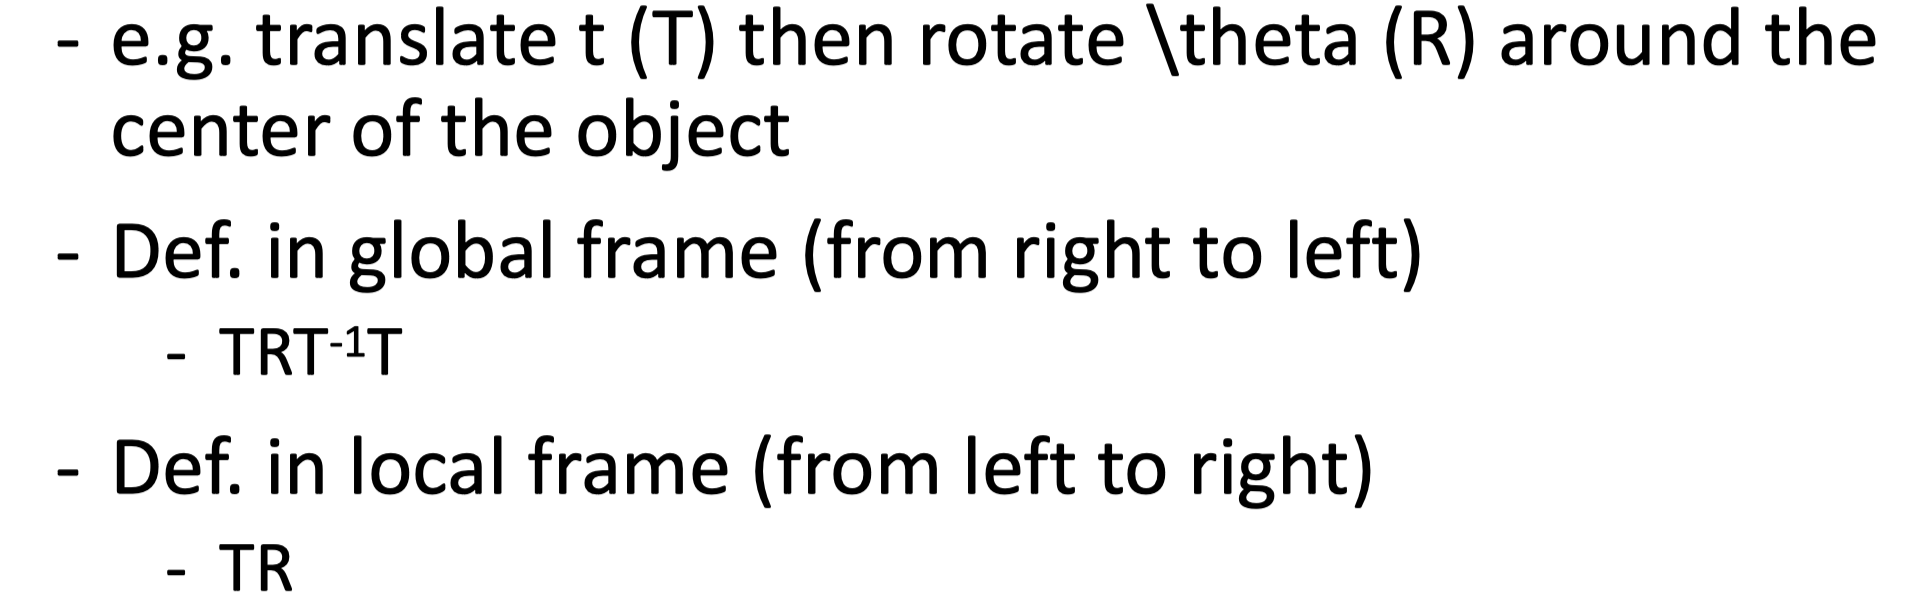 - e.g. translate t (T) then rotate \theta (R) around the
center of the object
- Def. in global frame (from right to left)
- TRT⁻¹T
- Def. in local frame (from left to right)
- TR